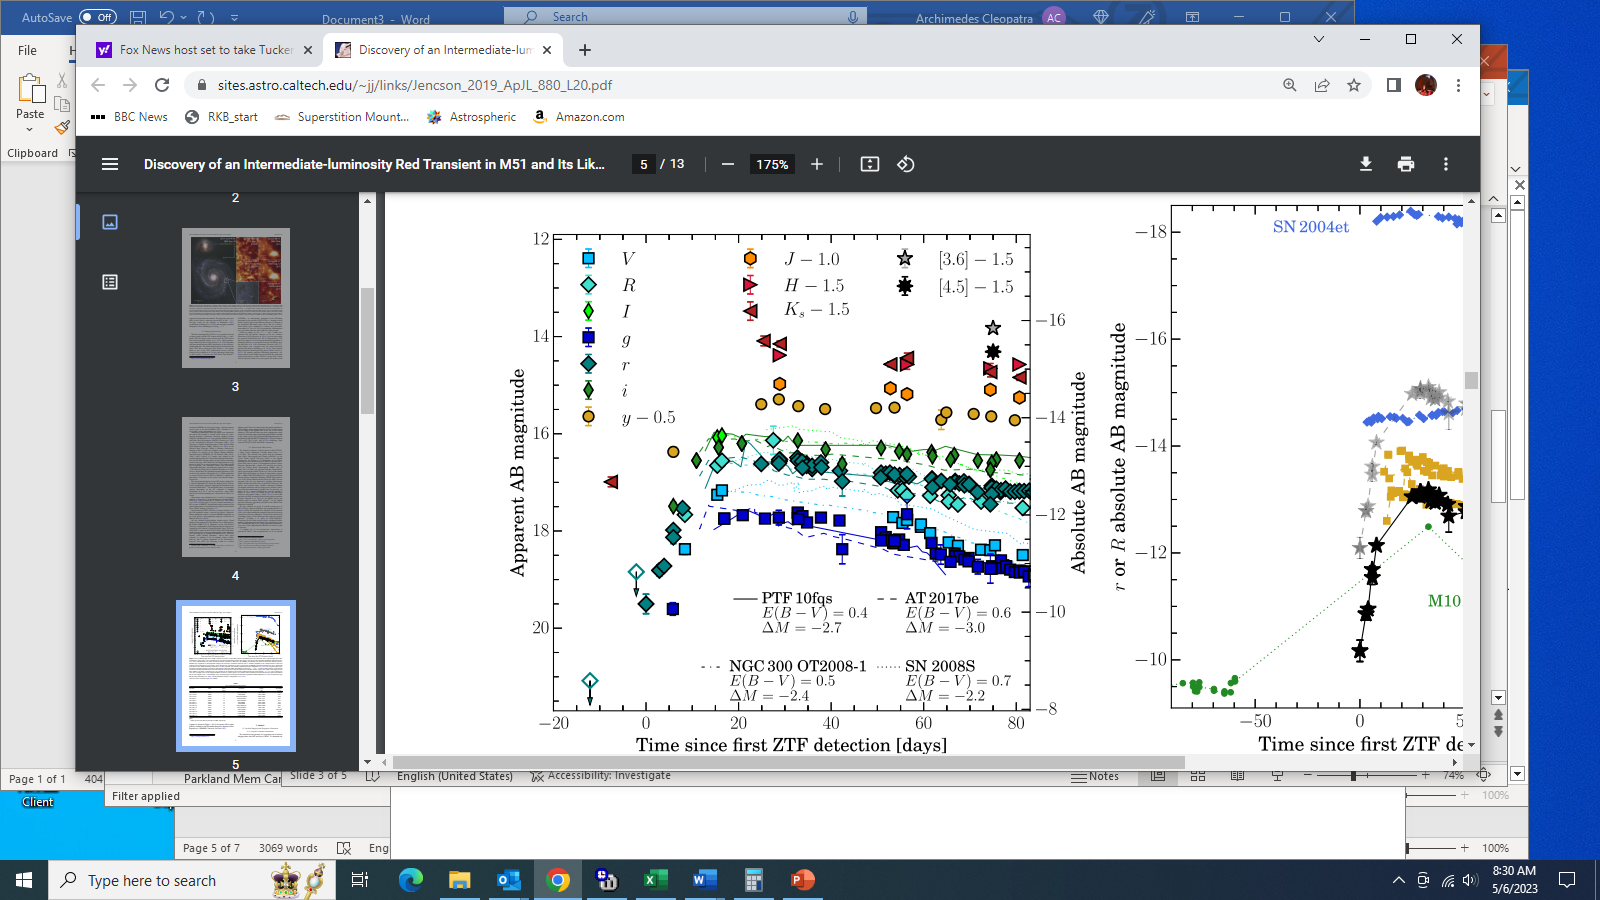 AutoSave Off Document3 - Word Search Archimedes Cleopatra AC
File
Paste
Clipboard
Fox News host set to take Tucker
Discovery of an Intermediate-lum
sites.astro.caltech.edu/~jj/links/Jencson_2019_ApJL_880_L20.pdf
BBC News RKB_start Superstition Mount... Astrospheric Amazon.com
Discovery of an Intermediate-luminosity Red Transient in M51 and Its Lik... 5 / 13 175%
2
3
4
5
12
14
16
18
20
Apparent AB magnitude
V
R
I
g
r
i
y − 0.5
J − 1.0
H − 1.5
Ks − 1.5
[3.6] − 1.5
[4.5] − 1.5
PTF 10fqs
E(B − V) = 0.4
ΔM = −2.7
AT 2017be
E(B − V) = 0.6
ΔM = −3.0
NGC 300 OT2008-1
E(B − V) = 0.5
ΔM = −2.4
SN 2008S
E(B − V) = 0.7
ΔM = −2.2
−16
−14
−12
−10
−8
Absolute AB magnitude
−20 0 20 40 60 80
Time since first ZTF detection [days]
r or R absolute AB magnitude
−18
−16
−14
−12
−10
SN 2004et
M10
−50 0 5
Time since first ZTF de
Page 1 of 1 404
Parkland Mem Car
Slide 3 of 5
English (United States)
Accessibility: Investigate
Notes
74%
Client
Filter applied
100%
Page 5 of 7 3069 words Eng
100%
Type here to search
8:30 AM
5/6/2023